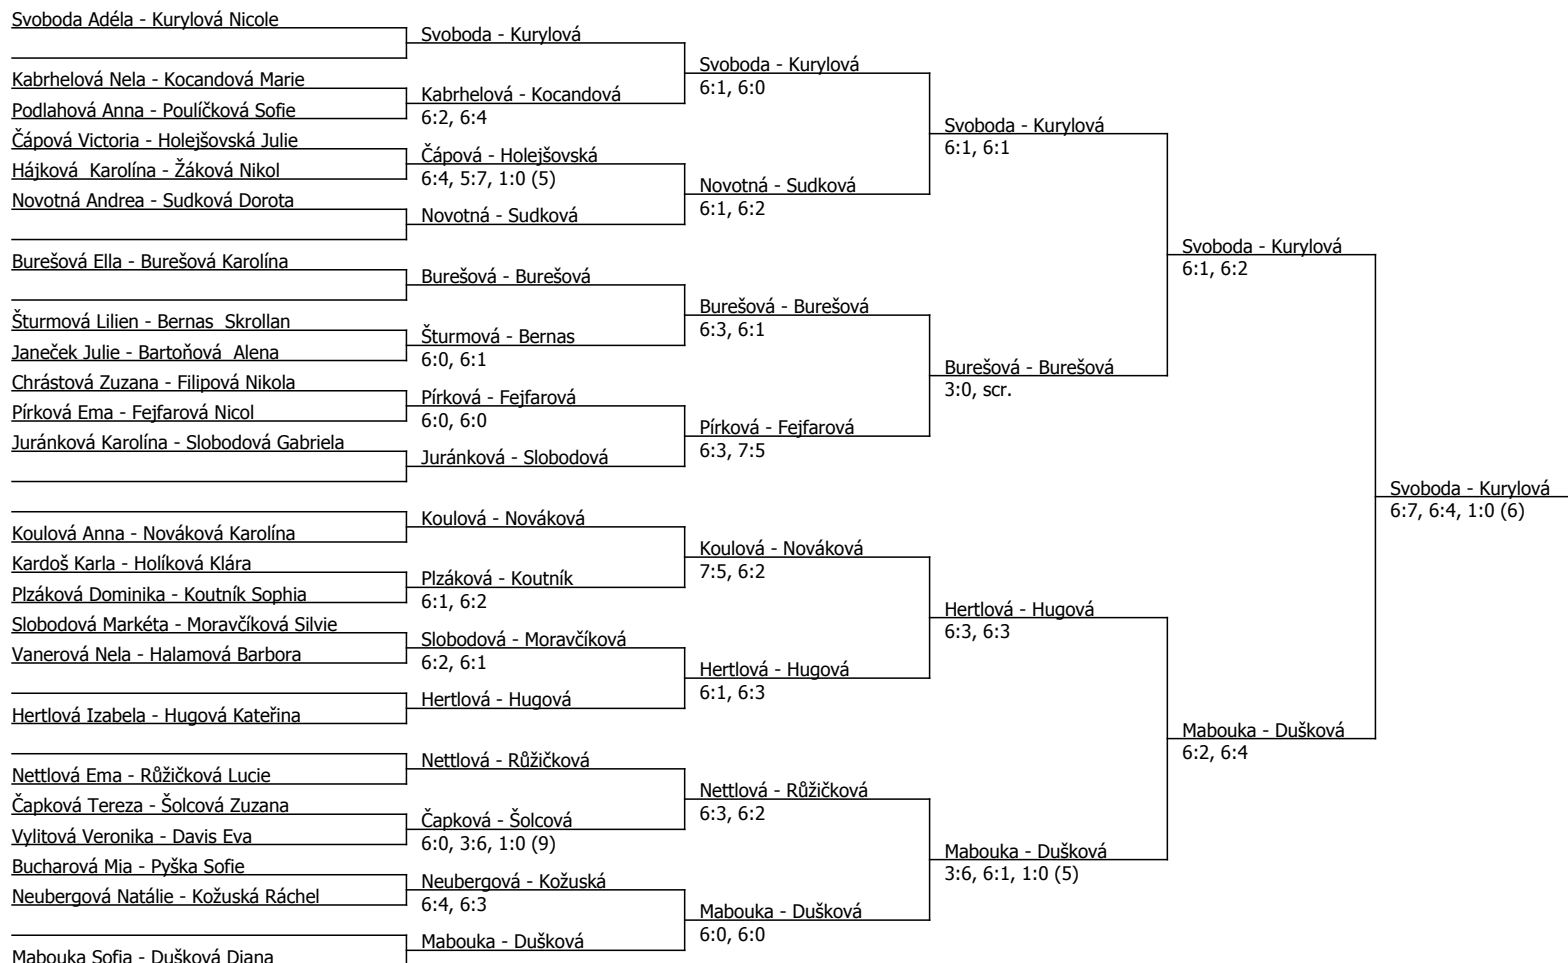 Svoboda Adéla - Kurylová Nicole
Svoboda - Kurylová
Svoboda - Kurylová
6:1, 6:0
Kabrhelová Nela - Kocandová Marie
Kabrhelová - Kocandová
6:2, 6:4
Podlahová Anna - Poulíčková Sofie
Svoboda - Kurylová
6:1, 6:1
Čápová Victoria - Holejšovská Julie
Čápová - Holejšovská
6:4, 5:7, 1:0 (5)
Hájková  Karolína - Žáková Nikol
Novotná - Sudková
6:1, 6:2
Novotná Andrea - Sudková Dorota
Novotná - Sudková
Svoboda - Kurylová
6:1, 6:2
Burešová Ella - Burešová Karolína
Burešová - Burešová
Burešová - Burešová
6:3, 6:1
Šturmová Lilien - Bernas  Skrollan
Šturmová - Bernas
6:0, 6:1
Janeček Julie - Bartoňová  Alena
Burešová - Burešová
3:0, scr.
Chrástová Zuzana - Filipová Nikola
Pírková - Fejfarová
6:0, 6:0
Pírková Ema - Fejfarová Nicol
Pírková - Fejfarová
6:3, 7:5
Juránková Karolína - Slobodová Gabriela
Juránková - Slobodová
Svoboda - Kurylová
6:7, 6:4, 1:0 (6)
Koulová - Nováková
Koulová Anna - Nováková Karolína
Koulová - Nováková
7:5, 6:2
Kardoš Karla - Holíková Klára
Plzáková - Koutník
6:1, 6:2
Plzáková Dominika - Koutník Sophia
Hertlová - Hugová
6:3, 6:3
Slobodová Markéta - Moravčíková Silvie
Slobodová - Moravčíková
6:2, 6:1
Vanerová Nela - Halamová Barbora
Hertlová - Hugová
6:1, 6:3
Hertlová - Hugová
Hertlová Izabela - Hugová Kateřina
Mabouka - Dušková
6:2, 6:4
Nettlová - Růžičková
Nettlová Ema - Růžičková Lucie
Nettlová - Růžičková
6:3, 6:2
Čapková Tereza - Šolcová Zuzana
Čapková - Šolcová
6:0, 3:6, 1:0 (9)
Vylitová Veronika - Davis Eva
Mabouka - Dušková
3:6, 6:1, 1:0 (5)
Bucharová Mia - Pyška Sofie
Neubergová - Kožuská
6:4, 6:3
Neubergová Natálie - Kožuská Ráchel
Mabouka - Dušková
6:0, 6:0
Mabouka - Dušková
Mabouka Sofia - Dušková Diana